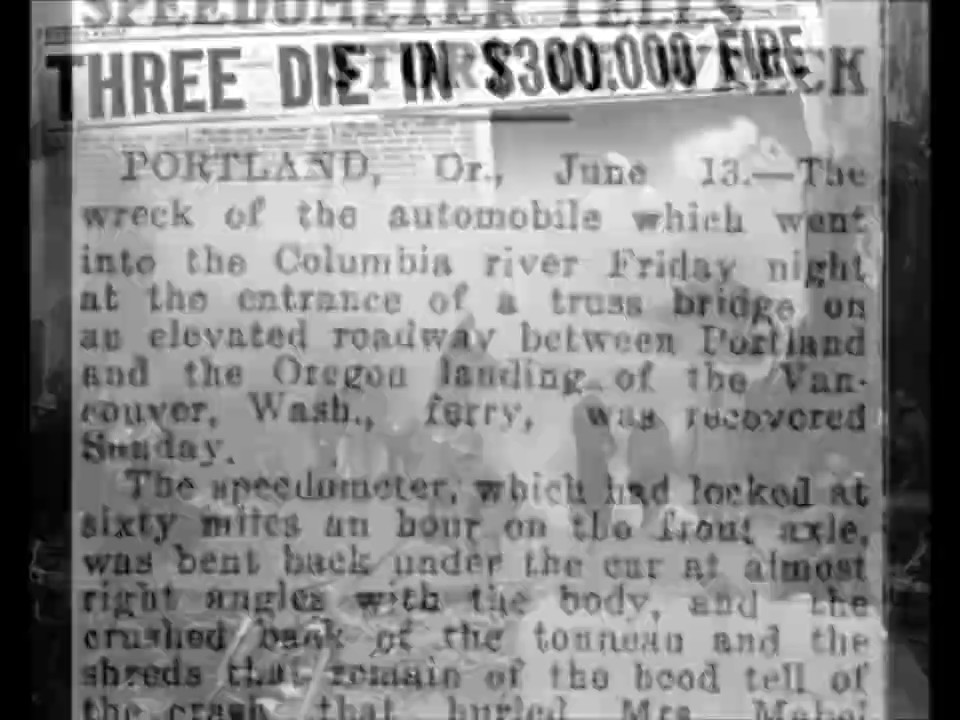 SPEEDOMETER TELLS
THREE DIE IN $300.000 FIRE
PORTLAND, Or., June 13.—The
wreck of the automobile which went
into the Columbia river Friday night
at the entrance of a truss bridge on
an elevated roadway between Portland
and the Oregon landing of the Van-
couver, Wash., ferry, was recovered
Sunday.
The speedometer, which had locked at
sixty miles an hour on the front axle,
was bent back under the car at almost
right angles with the body, and the
crushed back of the tonneau and the
shreds that remain of the hood tell of
the crash that hurled Mrs. Mabel